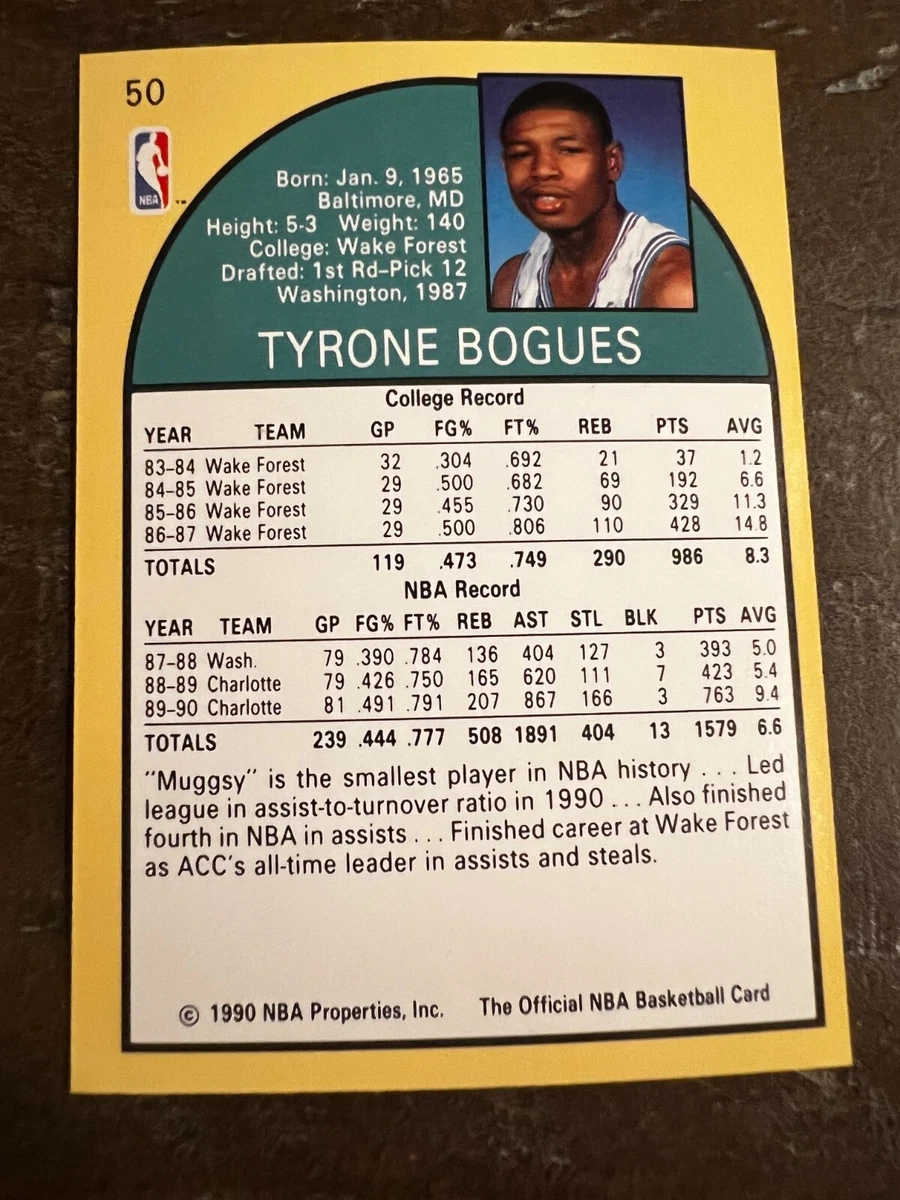 50
NBA
TM
Born: Jan. 9, 1965
Baltimore, MD
Height: 5-3 Weight: 140
College: Wake Forest
Drafted: 1st Rd-Pick 12
Washington, 1987
TYRONE BOGUES
College Record
YEAR TEAM GP FG% FT% REB PTS AVG
83-84 Wake Forest 32 .304 .692 21 37 1.2
84-85 Wake Forest 29 .500 .682 69 192 6.6
85-86 Wake Forest 29 .455 .730 90 329 11.3
86-87 Wake Forest 29 .500 .806 110 428 14.8
TOTALS 119 .473 .749 290 986 8.3
NBA Record
YEAR TEAM GP FG% FT% REB AST STL BLK PTS AVG
87-88 Wash. 79 .390 .784 136 404 127 3 393 5.0
88-89 Charlotte 79 .426 .750 165 620 111 7 423 5.4
89-90 Charlotte 81 .491 .791 207 867 166 3 763 9.4
TOTALS 239 .444 .777 508 1891 404 13 1579 6.6
"Muggsy" is the smallest player in NBA history . . . Led
league in assist-to-turnover ratio in 1990 . . . Also finished
fourth in NBA in assists . . . Finished career at Wake Forest
as ACC's all-time leader in assists and steals.
© 1990 NBA Properties, Inc. The Official NBA Basketball Card